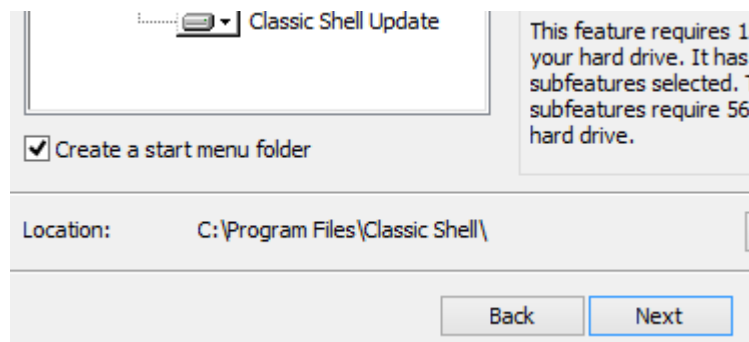 Classic Shell Update
This feature requires 1
your hard drive. It has
subfeatures selected.
subfeatures require 56
hard drive.
Create a start menu folder
Location: C:\Program Files\Classic Shell\
Back Next